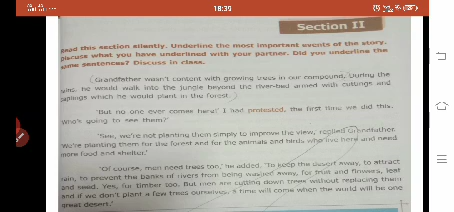 18:39
Section II
Read this section silently. Underline the most important events of the story.
Discuss what you have underlined with your partner. Did you underline the
same sentences? Discuss in class.
Grandfather wasn't content with growing trees in our compound. During the
rains, he would walk into the jungle beyond the river-bed armed with cuttings and
saplings which he would plant in the forest.
'But no one ever comes here!' I had protested, the first time we did this.
'Who's going to see them?'
'See, we're not planting them simply to improve the view,' replied Grandfather.
'We're planting them for the forest and for the animals and birds who live here and need
more food and shelter.'
'Of course, men need trees too,' he added. 'To keep the desert away, to attract
rain, to prevent the banks of rivers from being washed away, for fruit and flowers, leaf
and seed. Yes, for timber too. But men are cutting down trees without replacing them
and if we don't plant a few trees ourselves, a time will come when the world will be one
great desert.'